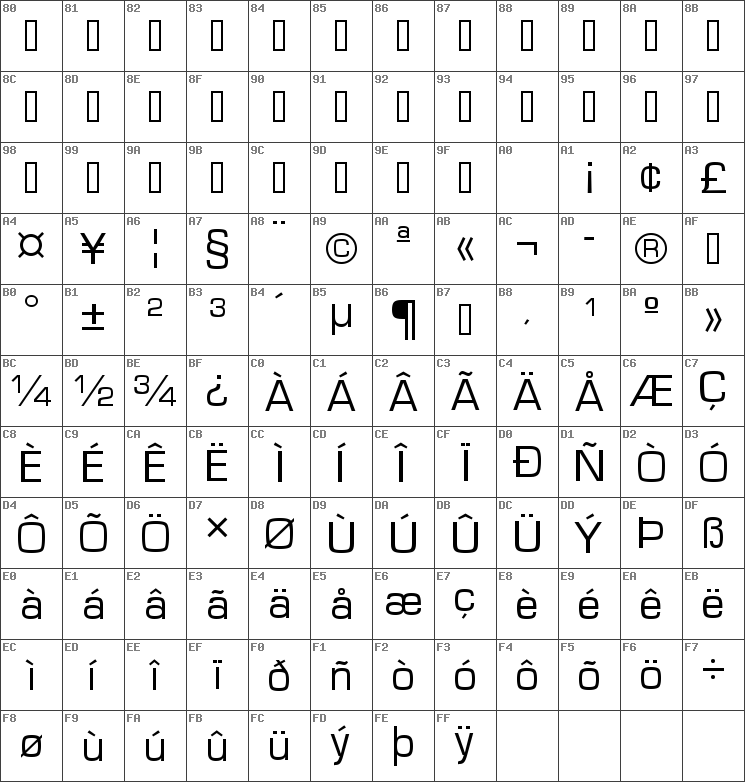 80 81 82 83 84 85 86 87 88 89 8A 8B
▯ ▯ ▯ ▯ ▯ ▯ ▯ ▯ ▯ ▯ ▯ ▯
8C 8D 8E 8F 90 91 92 93 94 95 96 97
▯ ▯ ▯ ▯ ▯ ▯ ▯ ▯ ▯ ▯ ▯ ▯
98 99 9A 9B 9C 9D 9E 9F A0 A1 A2 A3
▯ ▯ ▯ ▯ ▯ ▯ ▯ ▯ ¡ ¢ £
A4 A5 A6 A7 A8 A9 AA AB AC AD AE AF
¤ ¥ ¦ § ¨ © ª « ¬ - ® ▯
B0 B1 B2 B3 B4 B5 B6 B7 B8 B9 BA BB
° ± ² ³ ´ µ ¶ ▯ ¸ ¹ º »
BC BD BE BF C0 C1 C2 C3 C4 C5 C6 C7
¼ ½ ¾ ¿ À Á Â Ã Ä Å Æ Ç
C8 C9 CA CB CC CD CE CF D0 D1 D2 D3
È É Ê Ë Ì Í Î Ï Ð Ñ Ò Ó
D4 D5 D6 D7 D8 D9 DA DB DC DD DE DF
Ô Õ Ö × Ø Ù Ú Û Ü Ý Þ ß
E0 E1 E2 E3 E4 E5 E6 E7 E8 E9 EA EB
à á â ã ä å æ ç è é ê ë
EC ED EE EF F0 F1 F2 F3 F4 F5 F6 F7
ì í î ï ð ñ ò ó ô õ ö ÷
F8 F9 FA FB FC FD FE FF
ø ù ú û ü ý þ ÿ